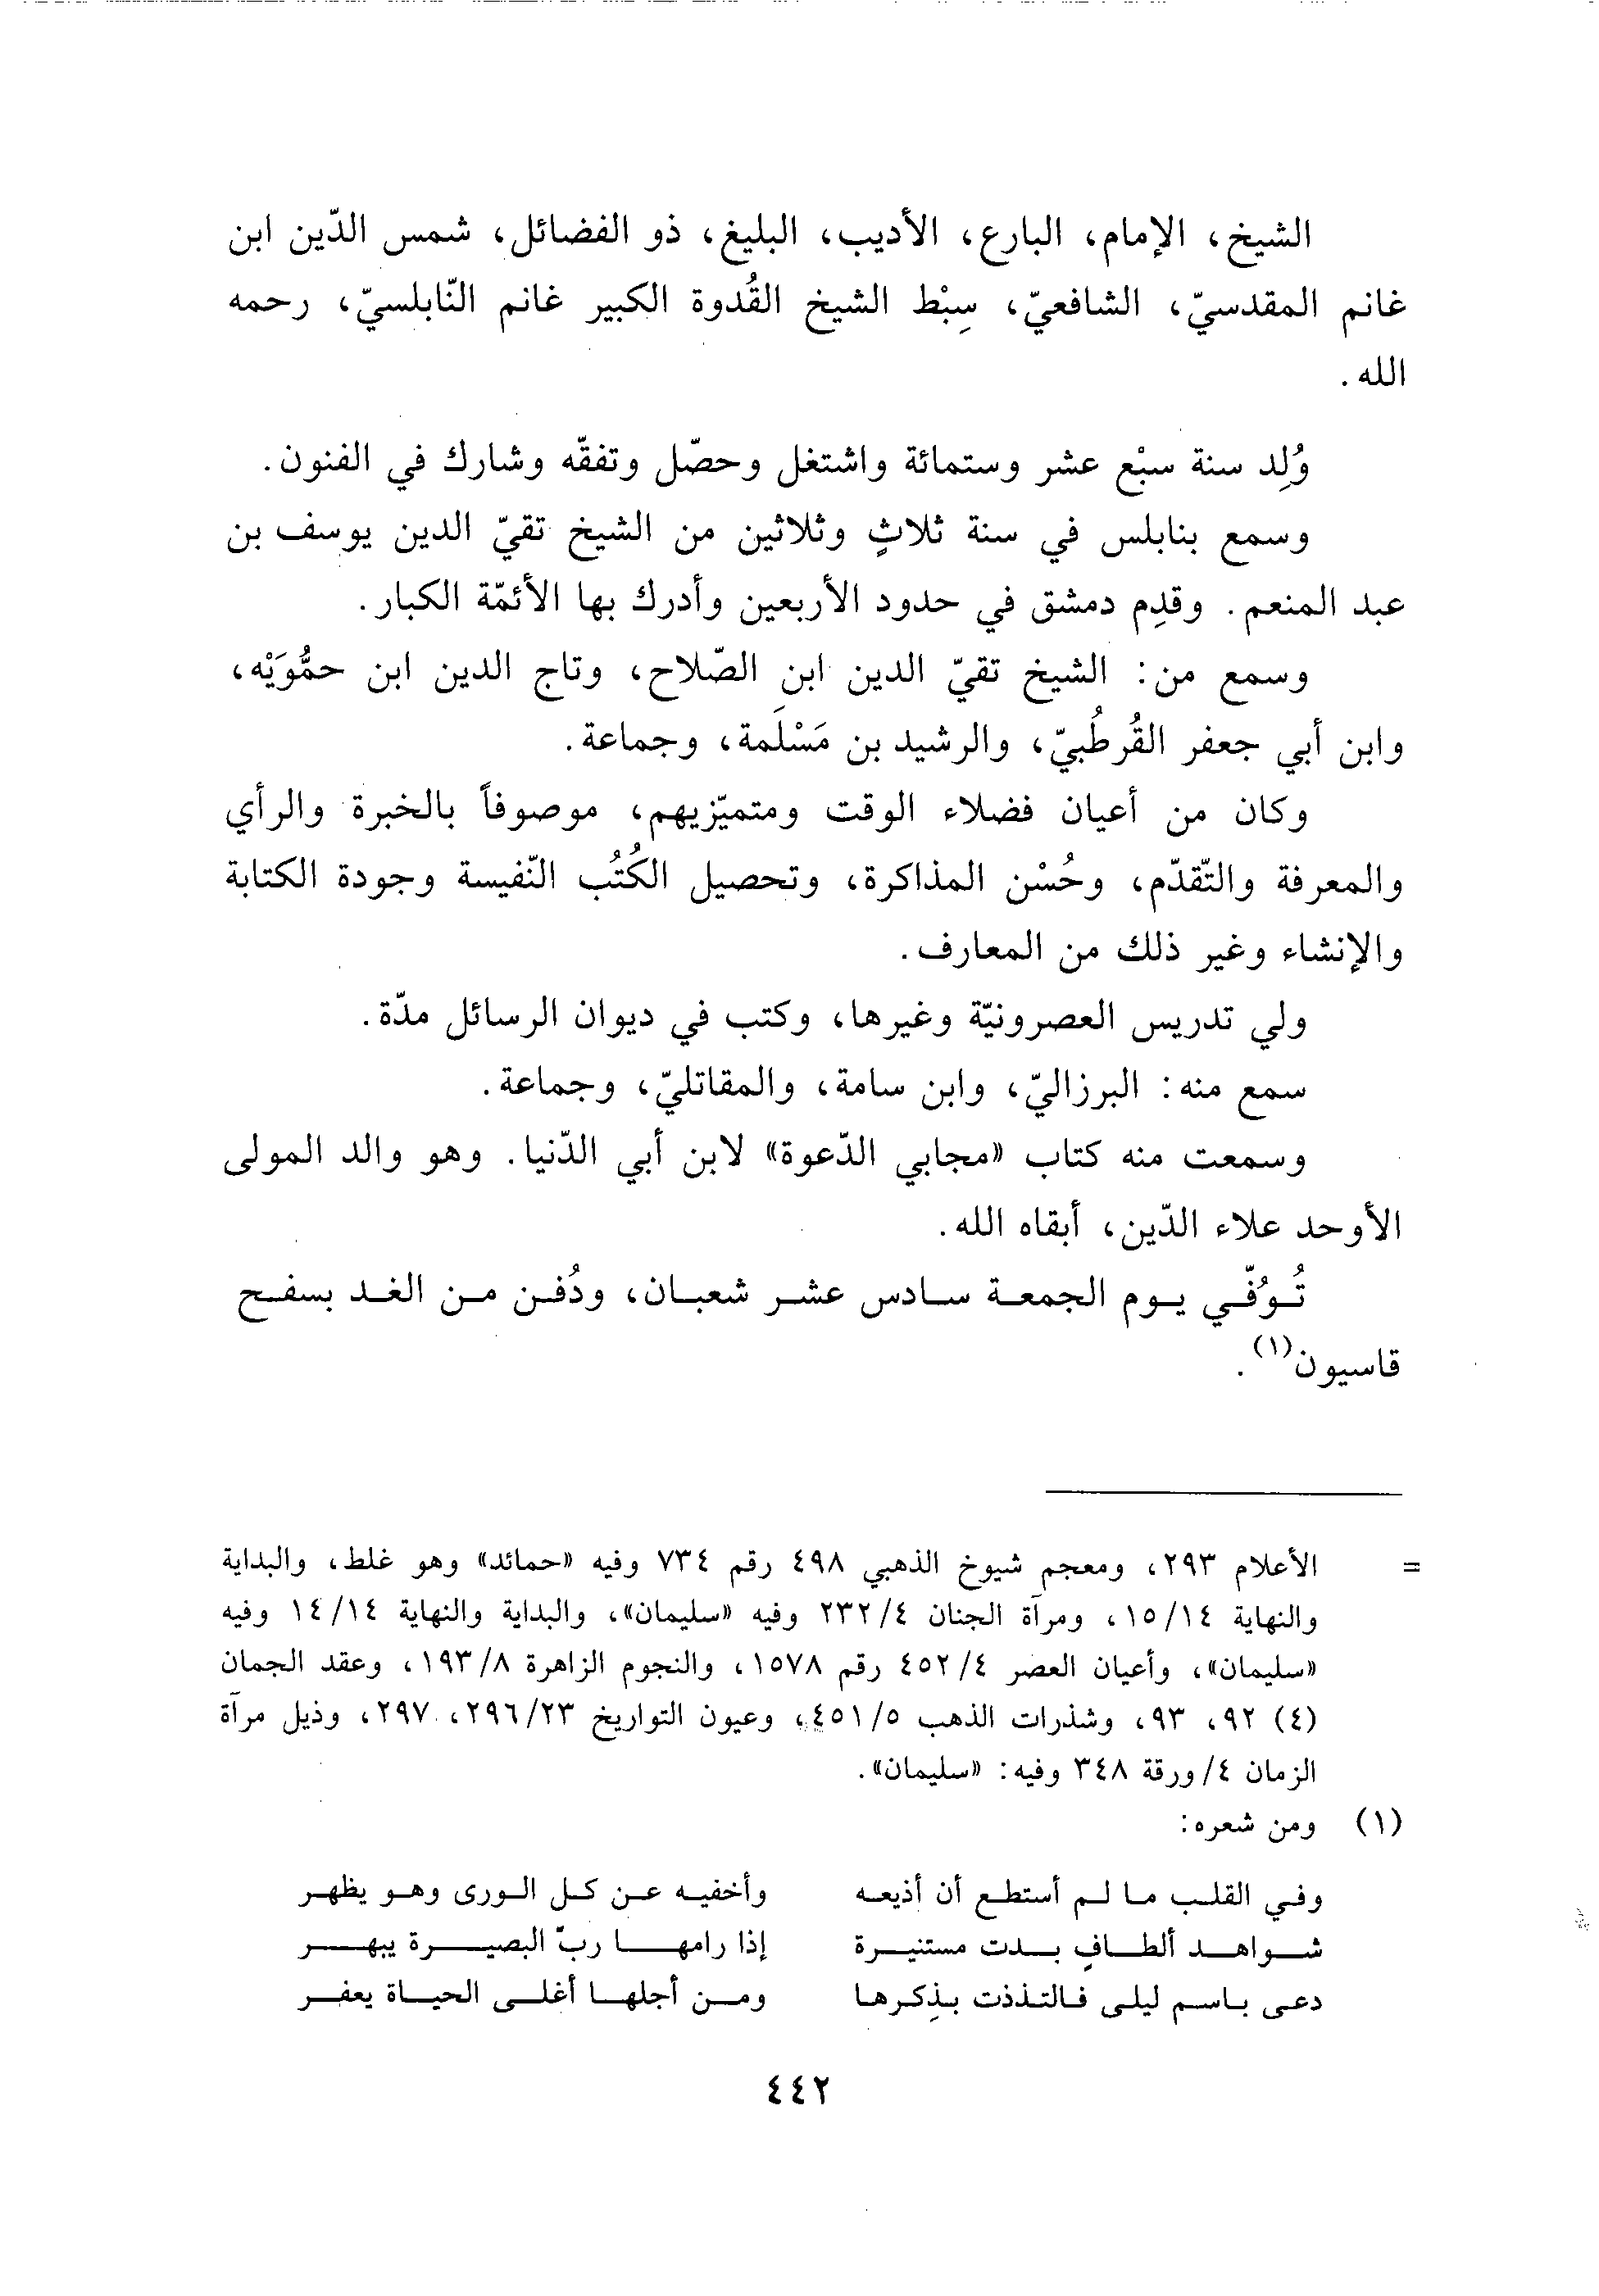 الشيخ، الإمام، البارع، الأديب، البليغ، ذو الفضائل، شمس الدّين ابن
غانم المقدسيّ، الشافعيّ، سِبْط الشيخ القُدوة الكبير غانم النّابلسيّ، رحمه
الله.
وُلِد سنة سبْع عشر وستمائة واشتغل وحصّل وتفقّه وشارك في الفنون.
وسمع بنابلس في سنة ثلاثٍ وثلاثين من الشيخ تقيّ الدين يوسف بن
عبد المنعم. وقدِم دمشق في حدود الأربعين وأدرك بها الأئمّة الكبار.
وسمع من: الشيخ تقيّ الدين ابن الصّلاح، وتاج الدين ابن حمُّوَيْه،
وابن أبي جعفر القُرطُبيّ، والرشيد بن مَسْلَمة، وجماعة.
وكان من أعيان فضلاء الوقت ومتميّزيهم، موصوفاً بالخبرة والرأي
والمعرفة والتّقدّم، وحُسْن المذاكرة، وتحصيل الكُتُب النّفيسة وجودة الكتابة
والإنشاء وغير ذلك من المعارف.
ولي تدريس العصرونيّة وغيرها، وكتب في ديوان الرسائل مدّة.
سمع منه: البرزاليّ، وابن سامة، والمقاتليّ، وجماعة.
وسمعت منه كتاب «مجابي الدّعوة» لابن أبي الدّنيا. وهو والد المولى
الأوحد علاء الدّين، أبقاه الله.
تُوُفّي يوم الجمعة سادس عشر شعبان، ودُفن من الغد بسفح
قاسيون(١).
= الأعلام ٢٩٣، ومعجم شيوخ الذهبي ٤٩٨ رقم ٧٣٤ وفيه «حمائد» وهو غلط، والبداية
والنهاية ١٥/١٤، ومرآة الجنان ٢٣٢/٤ وفيه «سليمان»، والبداية والنهاية ١٤/١٤ وفيه
«سليمان»، وأعيان العصر ٤٥٢/٤ رقم ١٥٧٨، والنجوم الزاهرة ١٩٣/٨، وعقد الجمان
(٤) ٩٢، ٩٣، وشذرات الذهب ٤٥١/٥، وعيون التواريخ ٢٩٦/٢٣، ٢٩٧، وذيل مرآة
الزمان ٤/ورقة ٣٤٨ وفيه: «سليمان».
(١) ومن شعره:
وفي القلب ما لم أستطع أن أذيعه وأخفيه عن كل الورى وهو يظهر
شواهد ألطافٍ بدت مستنيرة إذا رامها ربّ البصيرة يبهر
دعى باسم ليلى فالتذذت بذِكرها ومن أجلها أغلى الحياة يعفر
٤٤٢